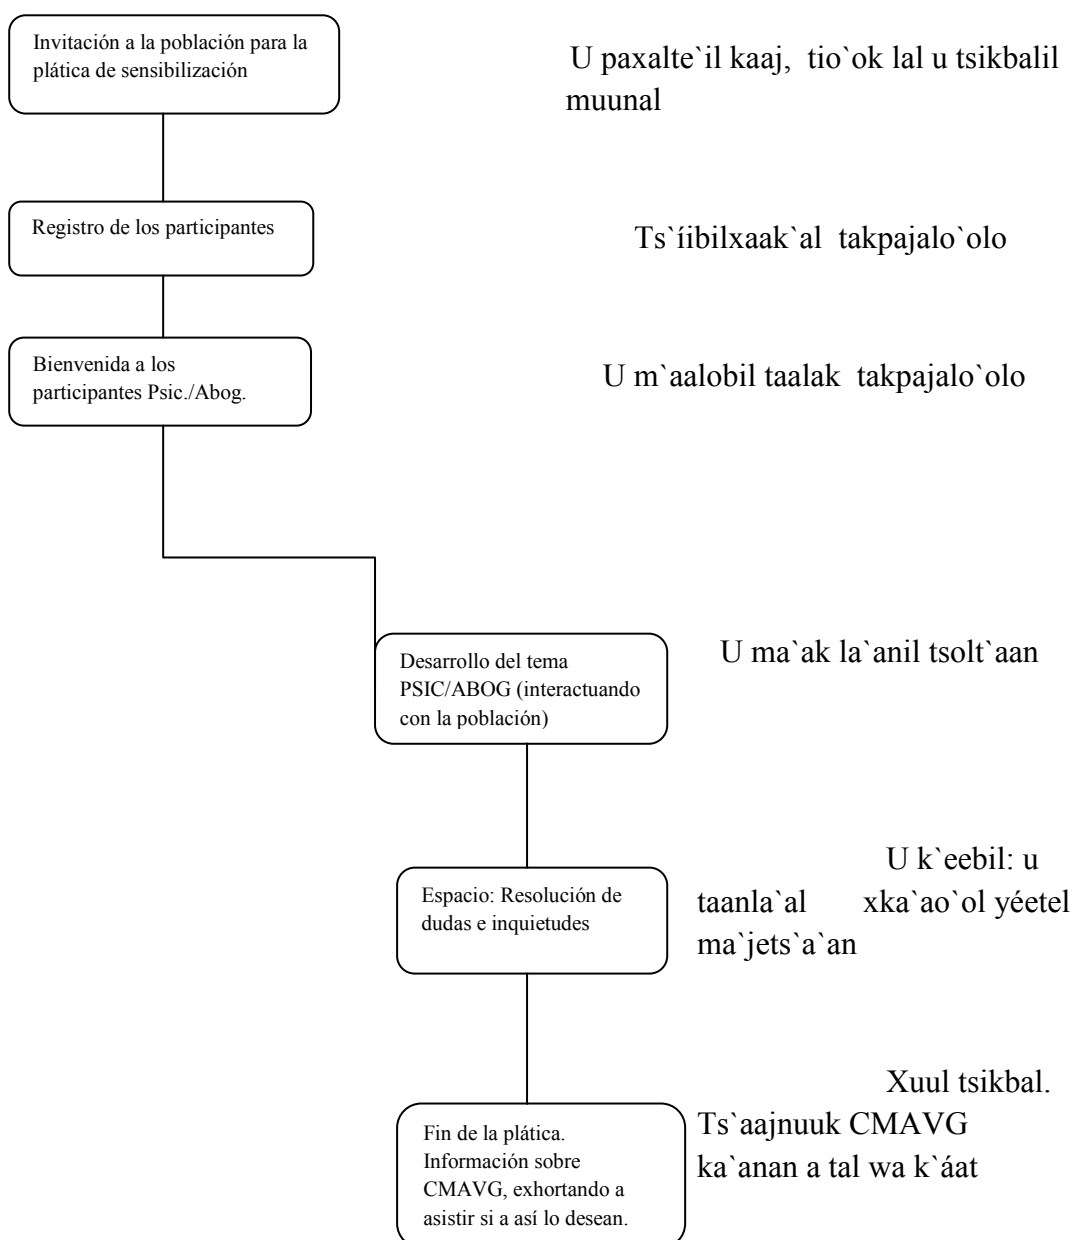 Invitación a la población para la
plática de sensibilización
U paxalte`il kaaj, tio`ok lal u tsikbalil
muunal
Registro de los participantes
Ts`íibilxaak`al takpajalo`olo
Bienvenida a los
participantes Psic./Abog.
U m`aalobil taalak takpajalo`olo
Desarrollo del tema
PSIC/ABOG (interactuando
con la población)
U ma`ak la`anil tsolt`aan
Espacio: Resolución de
dudas e inquietudes
U k`eebil: u
taanla`al xka`ao`ol yéetel
ma`jets`a`an
Fin de la plática.
Información sobre
CMAVG, exhortando a
asistir si a así lo desean.
Xuul tsikbal.
Ts`aajnuuk CMAVG
ka`anan a tal wa k`áat